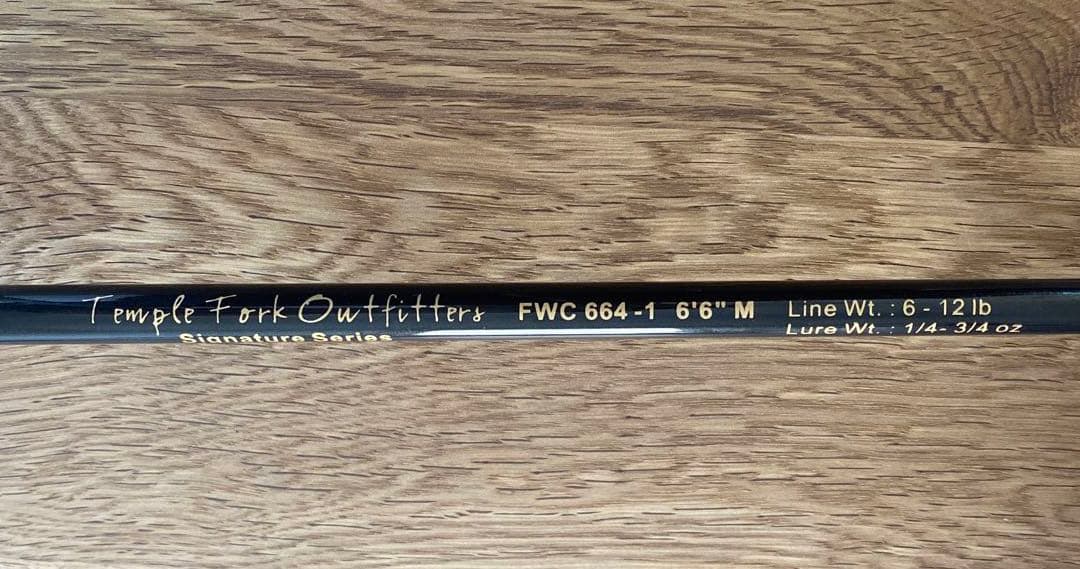 Temple Fork Outfitters FWC 664 -1 6'6" M Line Wt. : 6 - 12 lb
Signature Series Lure Wt. : 1/4- 3/4 oz